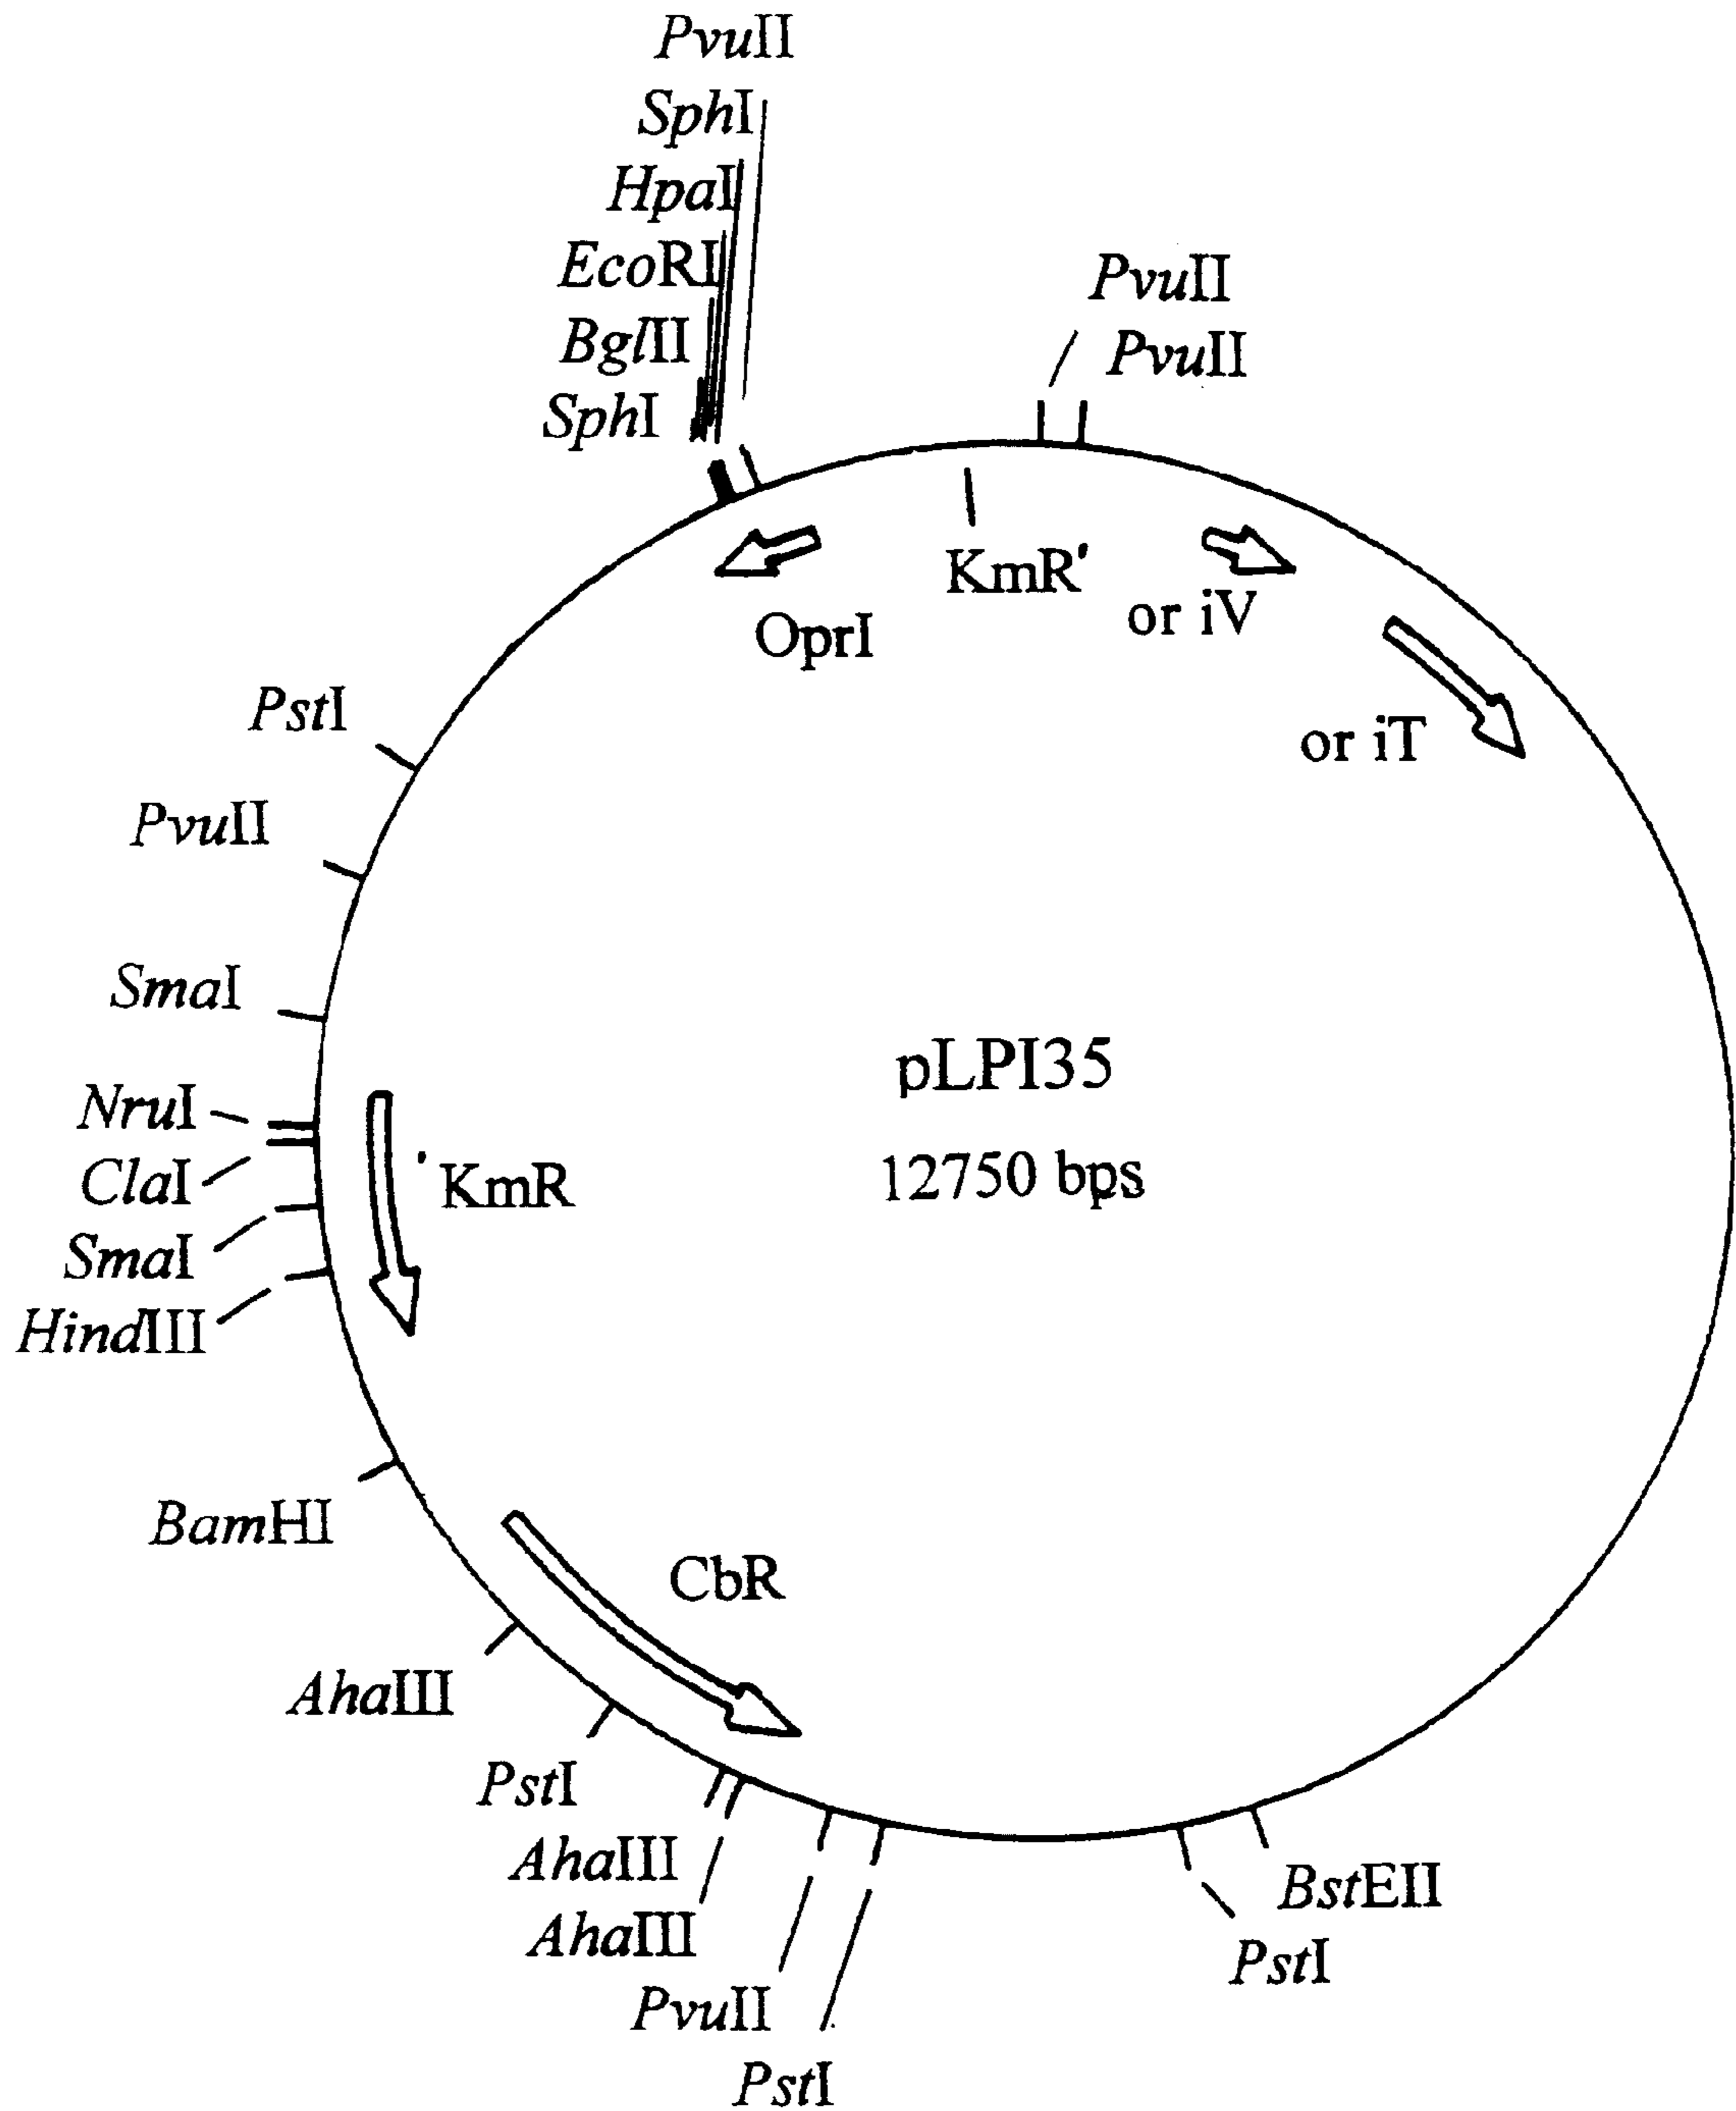 PvuII
SphI
HpaI
EcoRI
BglII
SphI
PvuII
PvuII
KmR'
OprI
or iV
or iT
PstI
PvuII
SmaI
NruI
ClaI
SmaI
HindIII
'KmR
pLPI35
12750 bps
BamHI
CbR
AhaIII
PstI
AhaIII
AhaIII
PvuII
PstI
BstEII
PstI